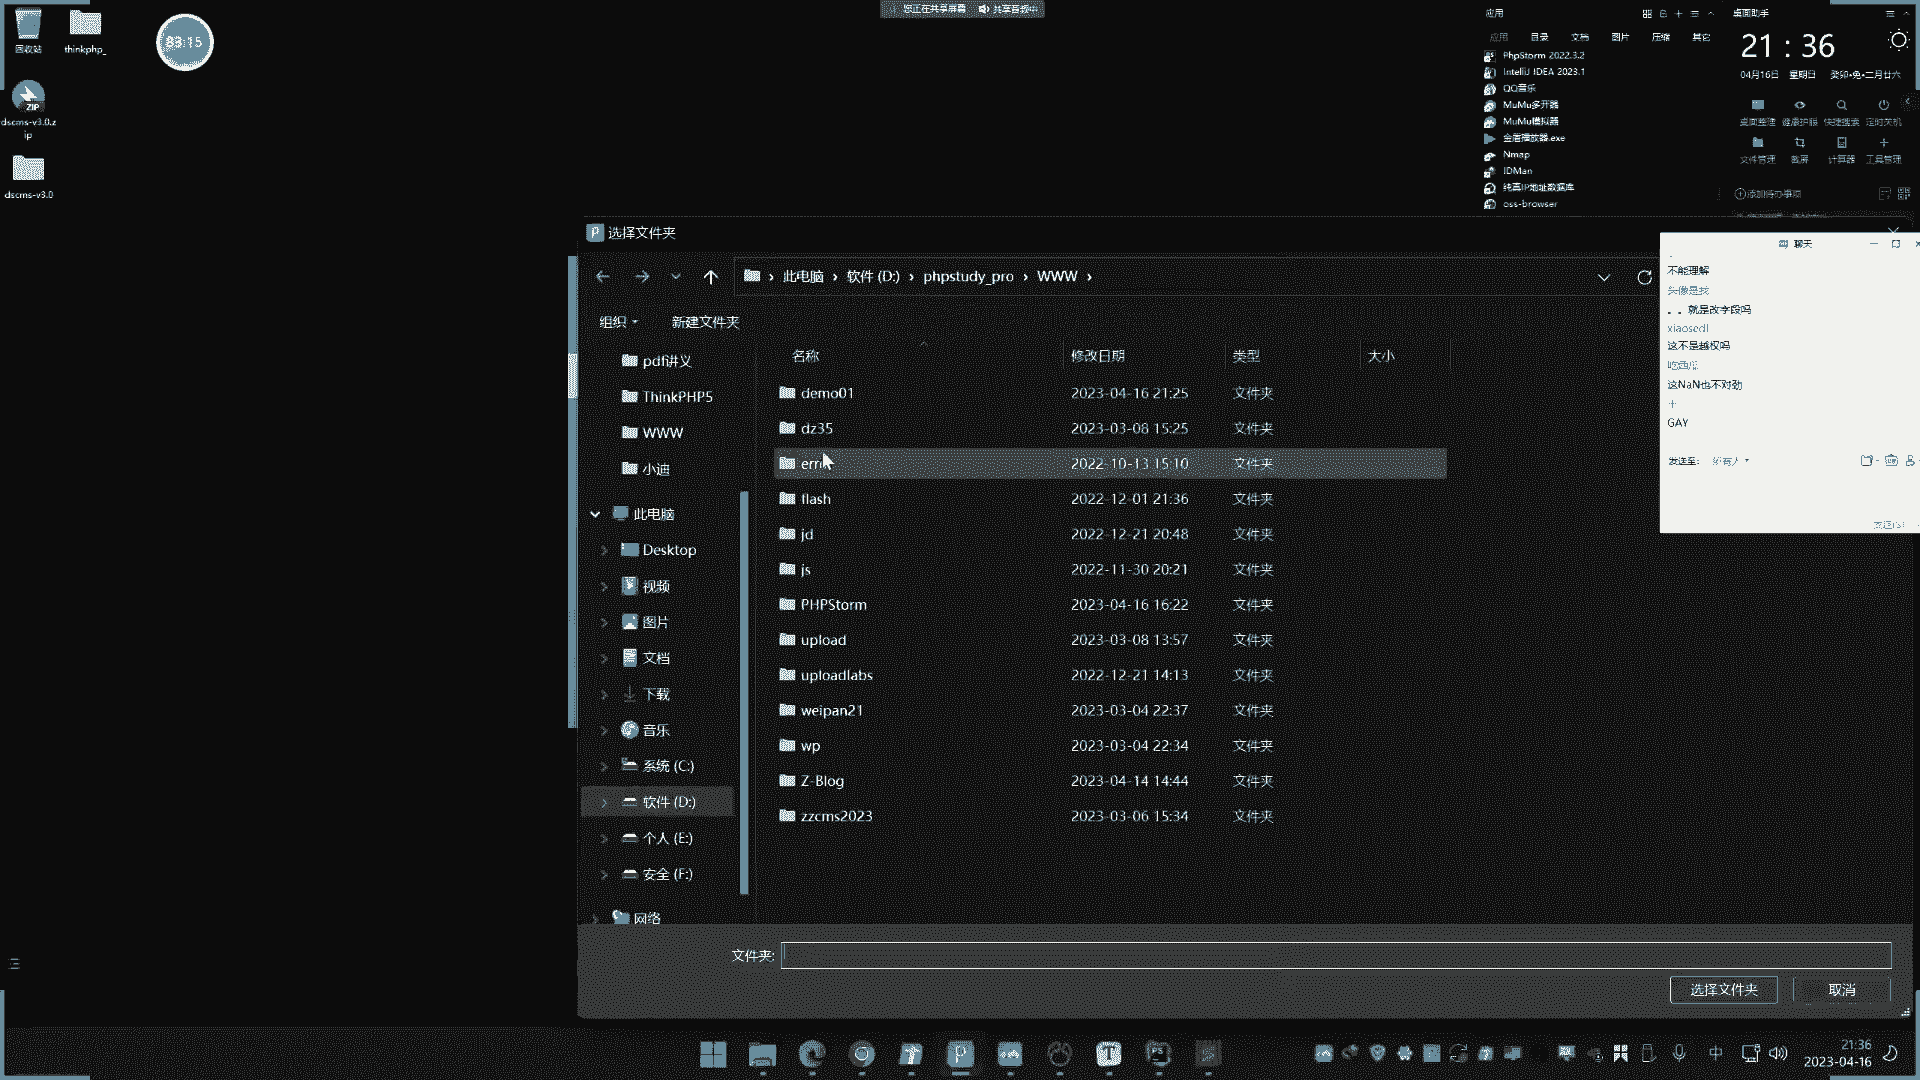 您正在共享屏幕 共享音频中
回收站
thinkphp_
83:15
dscms-v3.0.z
ip
dscms-v3.0
应用
应用 目录 文档 图片 压缩 其它
PhpStorm 2022.3.2
IntelliJ IDEA 2023.1
QQ音乐
MuMu多开器
MuMu模拟器
金盾播放器.exe
Nmap
IDMan
纯真IP地址数据库
oss-browser
桌面助手
21 : 36
04月16日 星期日 癸卯•兔•二月廿六
桌面整理 健康护眼 快捷搜索 定时关机
文件管理 截屏 计算器 工具管理
添加待办事项
选择文件夹
此电脑 › 软件 (D:) › phpstudy_pro › WWW ›
组织 新建文件夹
名称 修改日期 类型 大小
pdf讲义
ThinkPHP5
WWW
小迪
此电脑
Desktop
视频
图片
文档
下载
音乐
系统 (C:)
软件 (D:)
个人 (E:)
安全 (F:)
网络
demo01 2023-04-16 21:25 文件夹
dz35 2023-03-08 15:25 文件夹
2022-10-13 15:10 文件夹
flash 2022-12-01 21:36 文件夹
jd 2022-12-21 20:48 文件夹
js 2022-11-30 20:21 文件夹
PHPStorm 2023-04-16 16:22 文件夹
upload 2023-03-08 13:57 文件夹
uploadlabs 2022-12-21 14:13 文件夹
weipan21 2023-03-04 22:37 文件夹
wp 2023-03-04 22:34 文件夹
Z-Blog 2023-04-14 14:44 文件夹
zzcms2023 2023-03-06 15:34 文件夹
文件夹:
选择文件夹 取消
聊天
不能理解
头像是我
。。就是改字段吗
xiaosedi
这不是越权吗
吃西瓜
这NaN也不对劲
十
GAY
发送至: 所有人
中
21:36
2023-04-16